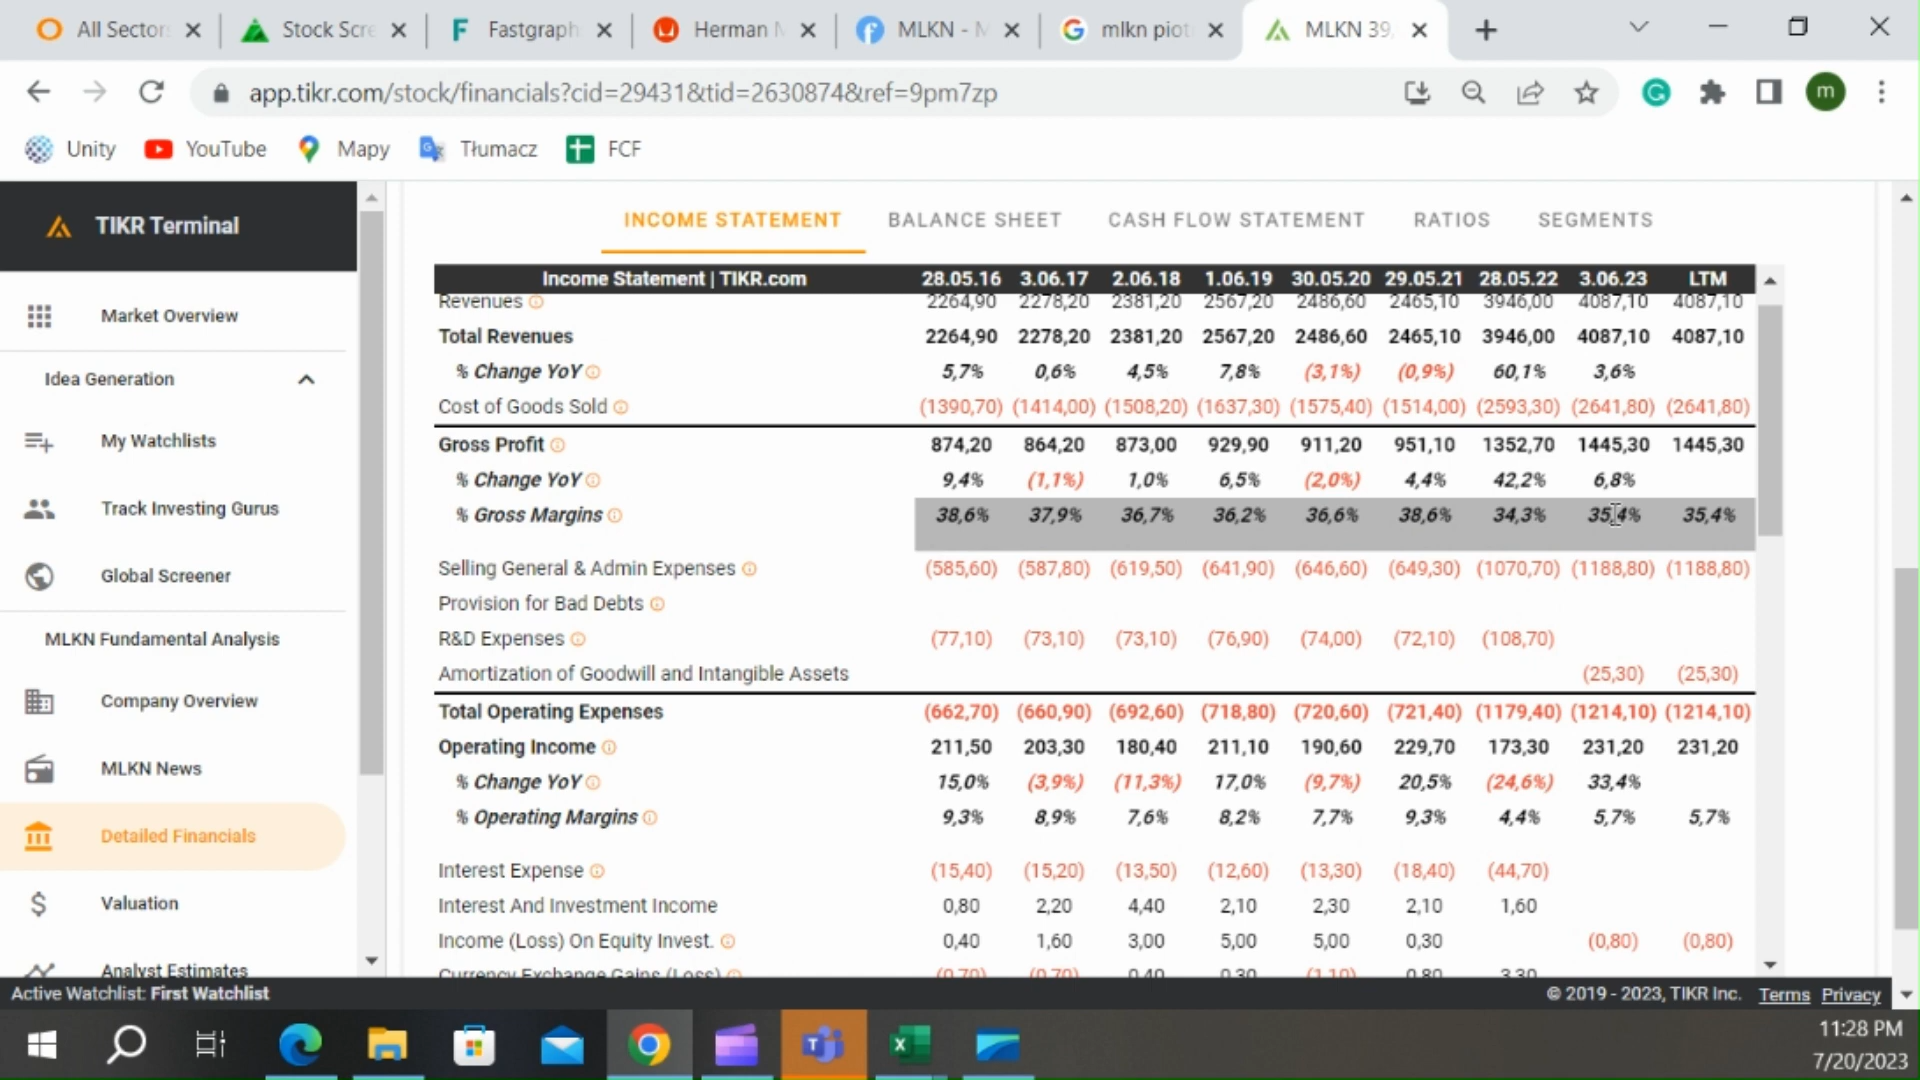 All Sector
Stock Scre
Fastgraph
Herman M
MLKN - M
mlkn piot
MLKN 39,
app.tikr.com/stock/financials?cid=29431&tid=2630874&ref=9pm7zp
m
Unity
YouTube
Mapy
Tłumacz
FCF
TIKR Terminal
Market Overview
Idea Generation
My Watchlists
Track Investing Gurus
Global Screener
MLKN Fundamental Analysis
Company Overview
MLKN News
Detailed Financials
Valuation
Analyst Estimates
INCOME STATEMENT BALANCE SHEET CASH FLOW STATEMENT RATIOS SEGMENTS
Income Statement | TIKR.com 28.05.16 3.06.17 2.06.18 1.06.19 30.05.20 29.05.21 28.05.22 3.06.23 LTM
Revenues 2264,90 2278,20 2381,20 2567,20 2486,60 2465,10 3946,00 4087,10 4087,10
Total Revenues 2264,90 2278,20 2381,20 2567,20 2486,60 2465,10 3946,00 4087,10 4087,10
% Change YoY 5,7% 0,6% 4,5% 7,8% (3,1%) (0,9%) 60,1% 3,6%
Cost of Goods Sold (1390,70) (1414,00) (1508,20) (1637,30) (1575,40) (1514,00) (2593,30) (2641,80) (2641,80)
Gross Profit 874,20 864,20 873,00 929,90 911,20 951,10 1352,70 1445,30 1445,30
% Change YoY 9,4% (1,1%) 1,0% 6,5% (2,0%) 4,4% 42,2% 6,8%
% Gross Margins 38,6% 37,9% 36,7% 36,2% 36,6% 38,6% 34,3% 35,4% 35,4%
Selling General & Admin Expenses (585,60) (587,80) (619,50) (641,90) (646,60) (649,30) (1070,70) (1188,80) (1188,80)
Provision for Bad Debts
R&D Expenses (77,10) (73,10) (73,10) (76,90) (74,00) (72,10) (108,70)
Amortization of Goodwill and Intangible Assets (25,30) (25,30)
Total Operating Expenses (662,70) (660,90) (692,60) (718,80) (720,60) (721,40) (1179,40) (1214,10) (1214,10)
Operating Income 211,50 203,30 180,40 211,10 190,60 229,70 173,30 231,20 231,20
% Change YoY 15,0% (3,9%) (11,3%) 17,0% (9,7%) 20,5% (24,6%) 33,4%
% Operating Margins 9,3% 8,9% 7,6% 8,2% 7,7% 9,3% 4,4% 5,7% 5,7%
Interest Expense (15,40) (15,20) (13,50) (12,60) (13,30) (18,40) (44,70)
Interest And Investment Income 0,80 2,20 4,40 2,10 2,30 2,10 1,60
Income (Loss) On Equity Invest. 0,40 1,60 3,00 5,00 5,00 0,30 (0,80) (0,80)
Currency Exchange Gains (Loss) (0,70) (0,70) 0,40 0,30 (1,10) 0,80 3,30
Active Watchlist: First Watchlist
© 2019 - 2023, TIKR Inc. Terms Privacy
11:28 PM
7/20/2023